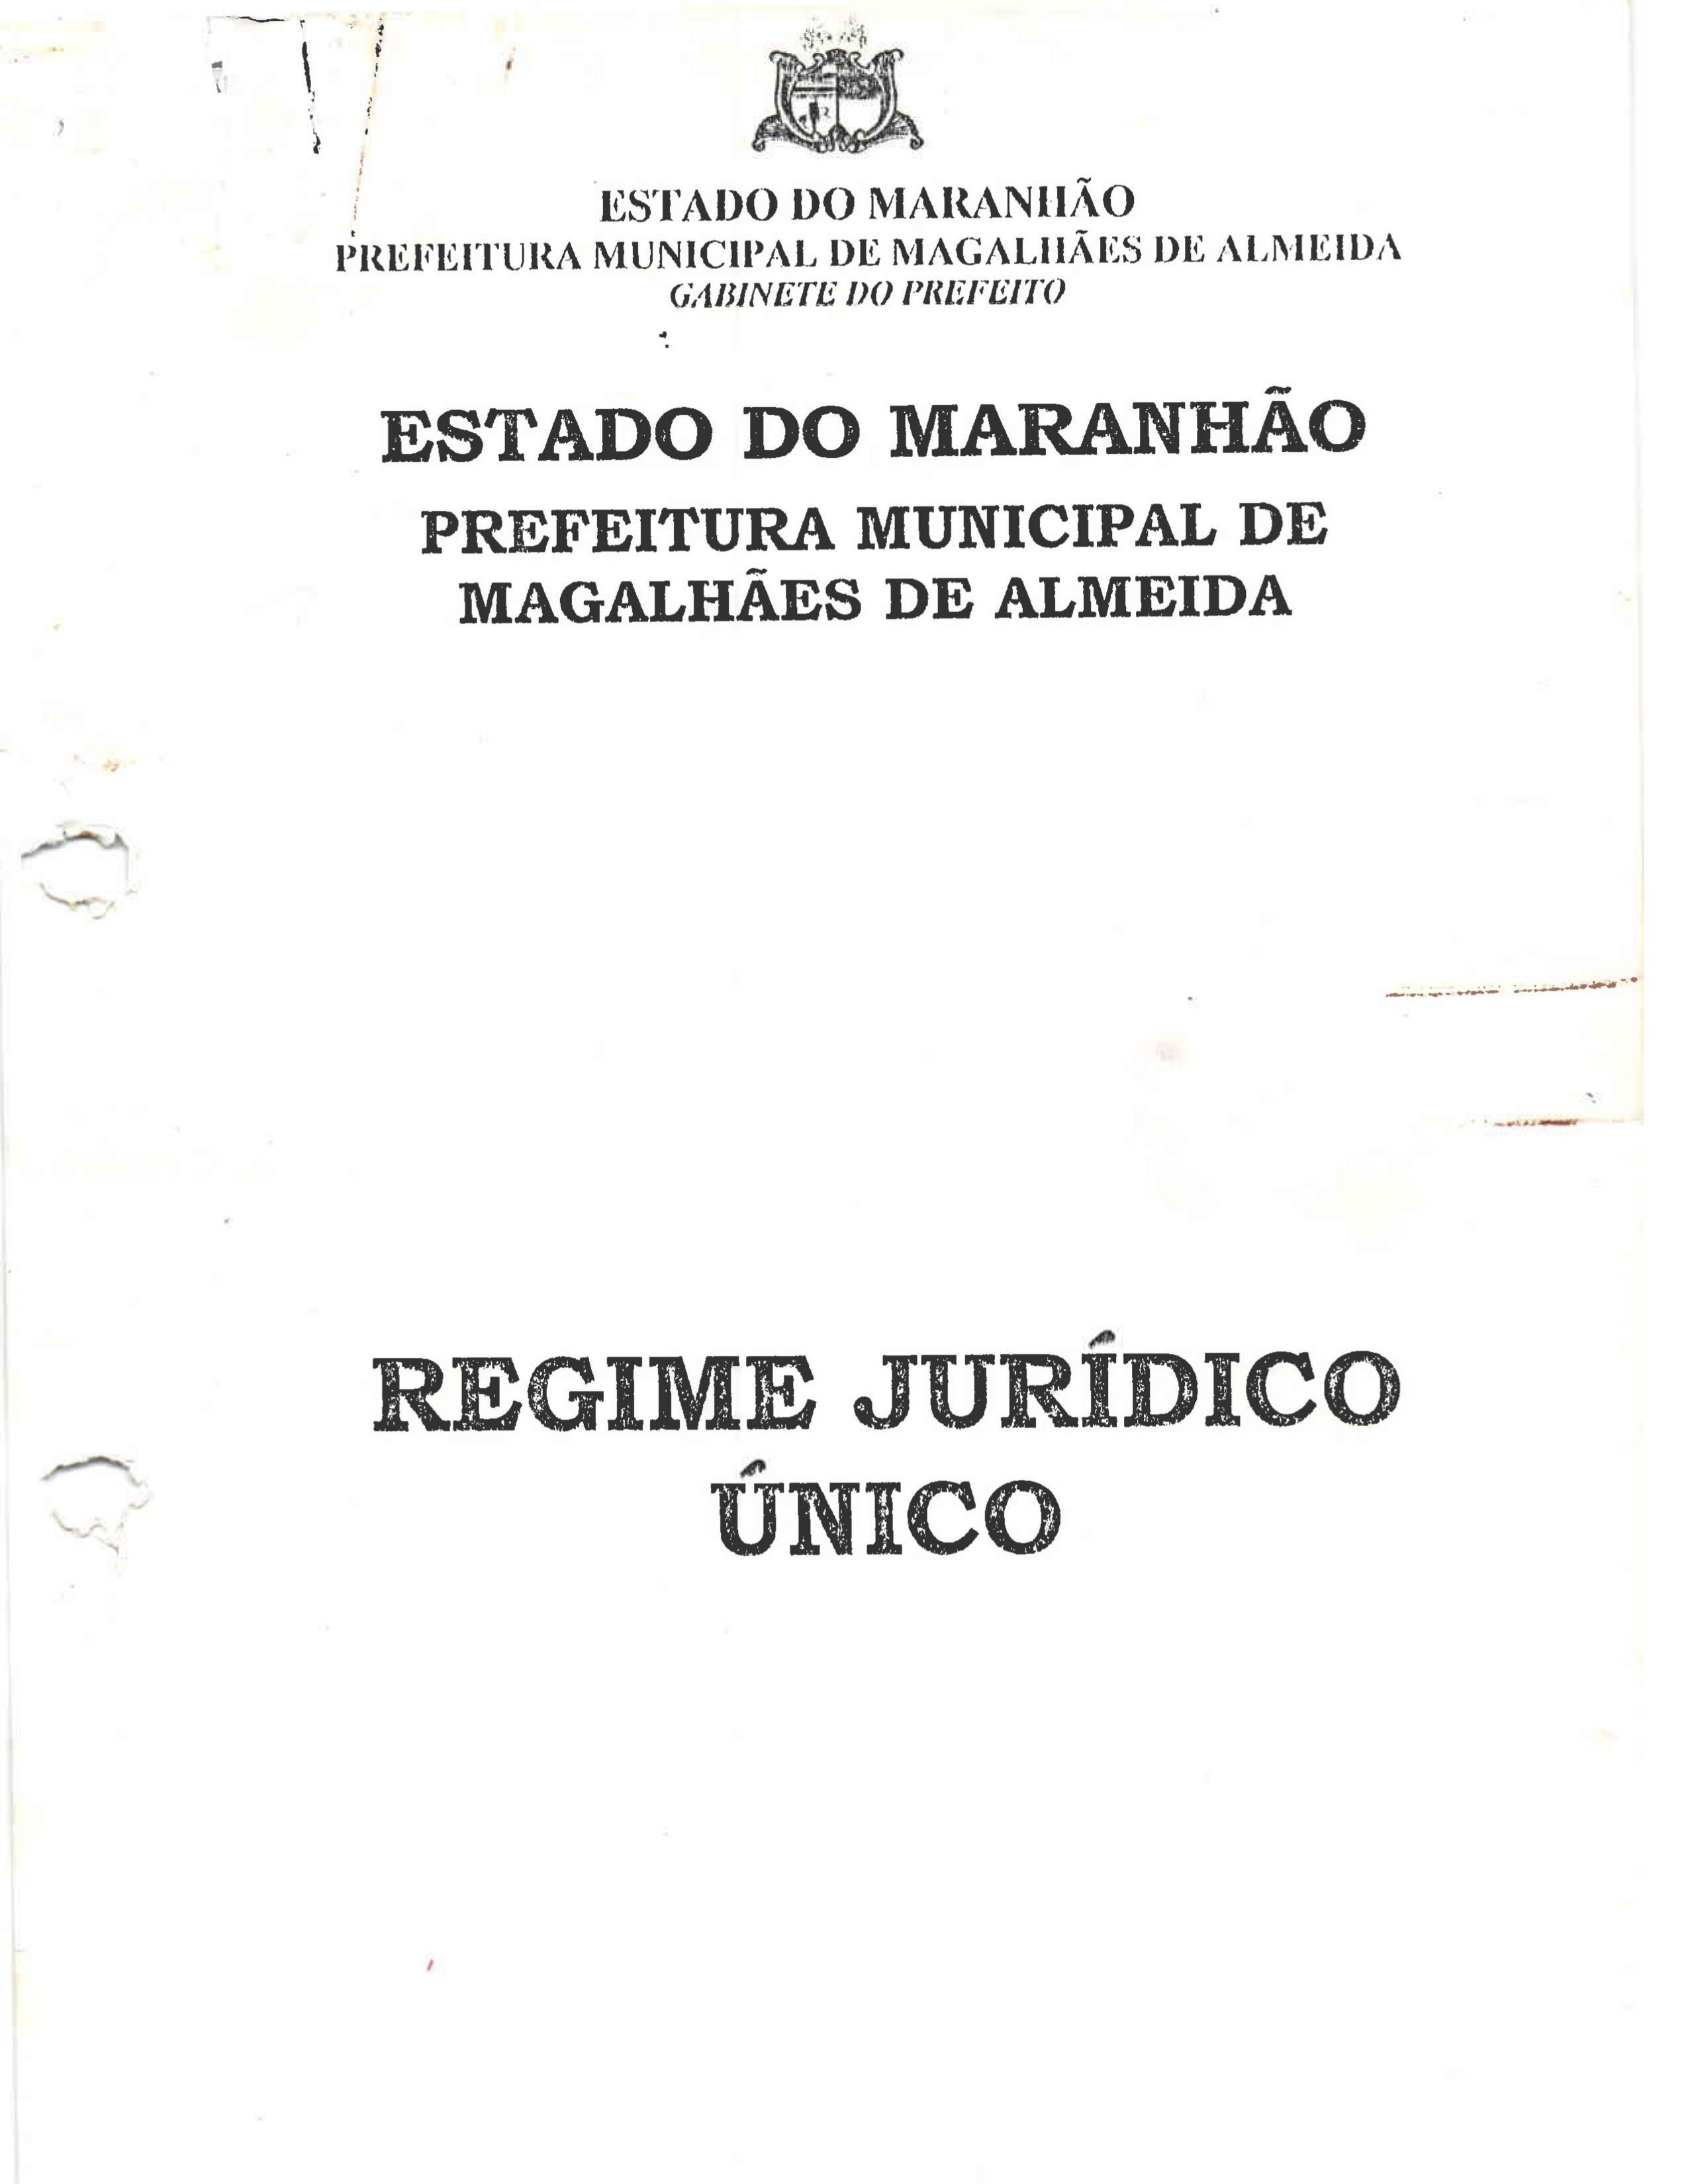 ESTADO DO MARANHÃO
PREFEITURA MUNICIPAL DE MAGALHÃES DE ALMEIDA
GABINETE DO PREFEITO
ESTADO DO MARANHÃO
PREFEITURA MUNICIPAL DE
MAGALHÃES DE ALMEIDA
REGIME JURÍDICO
ÚNICO